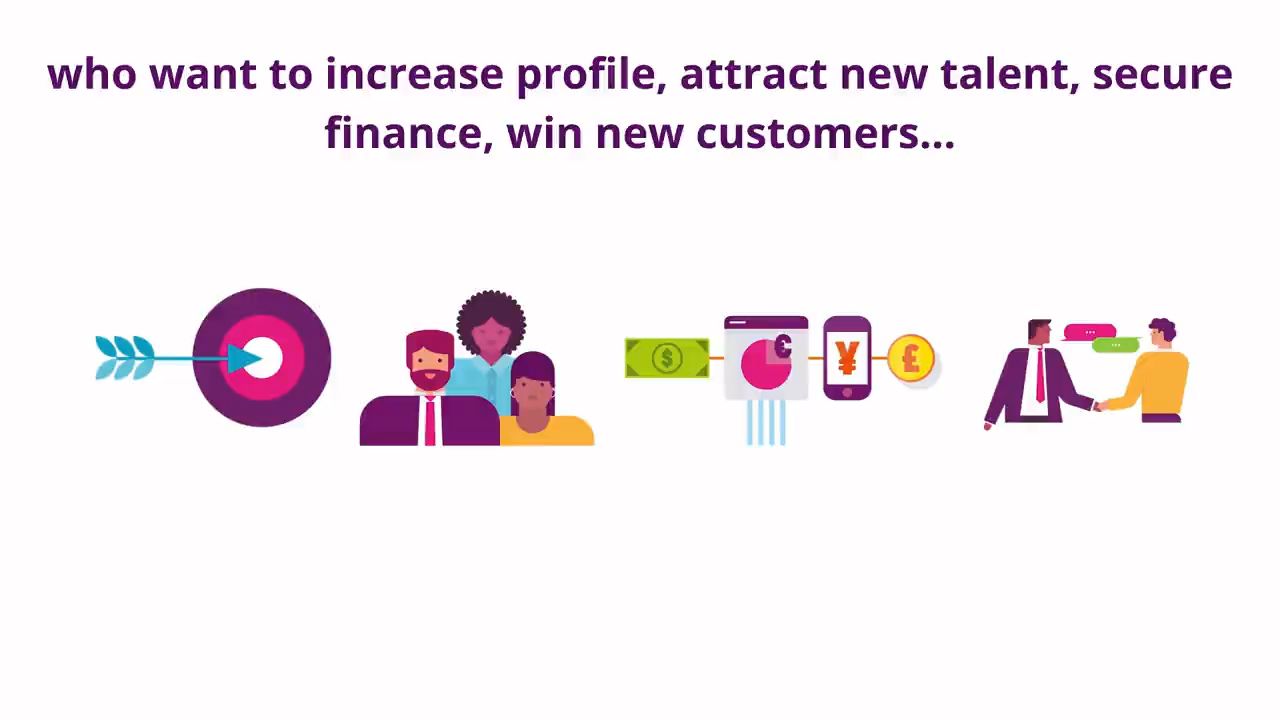 who want to increase profile, attract new talent, secure
finance, win new customers...
$ € ¥ £